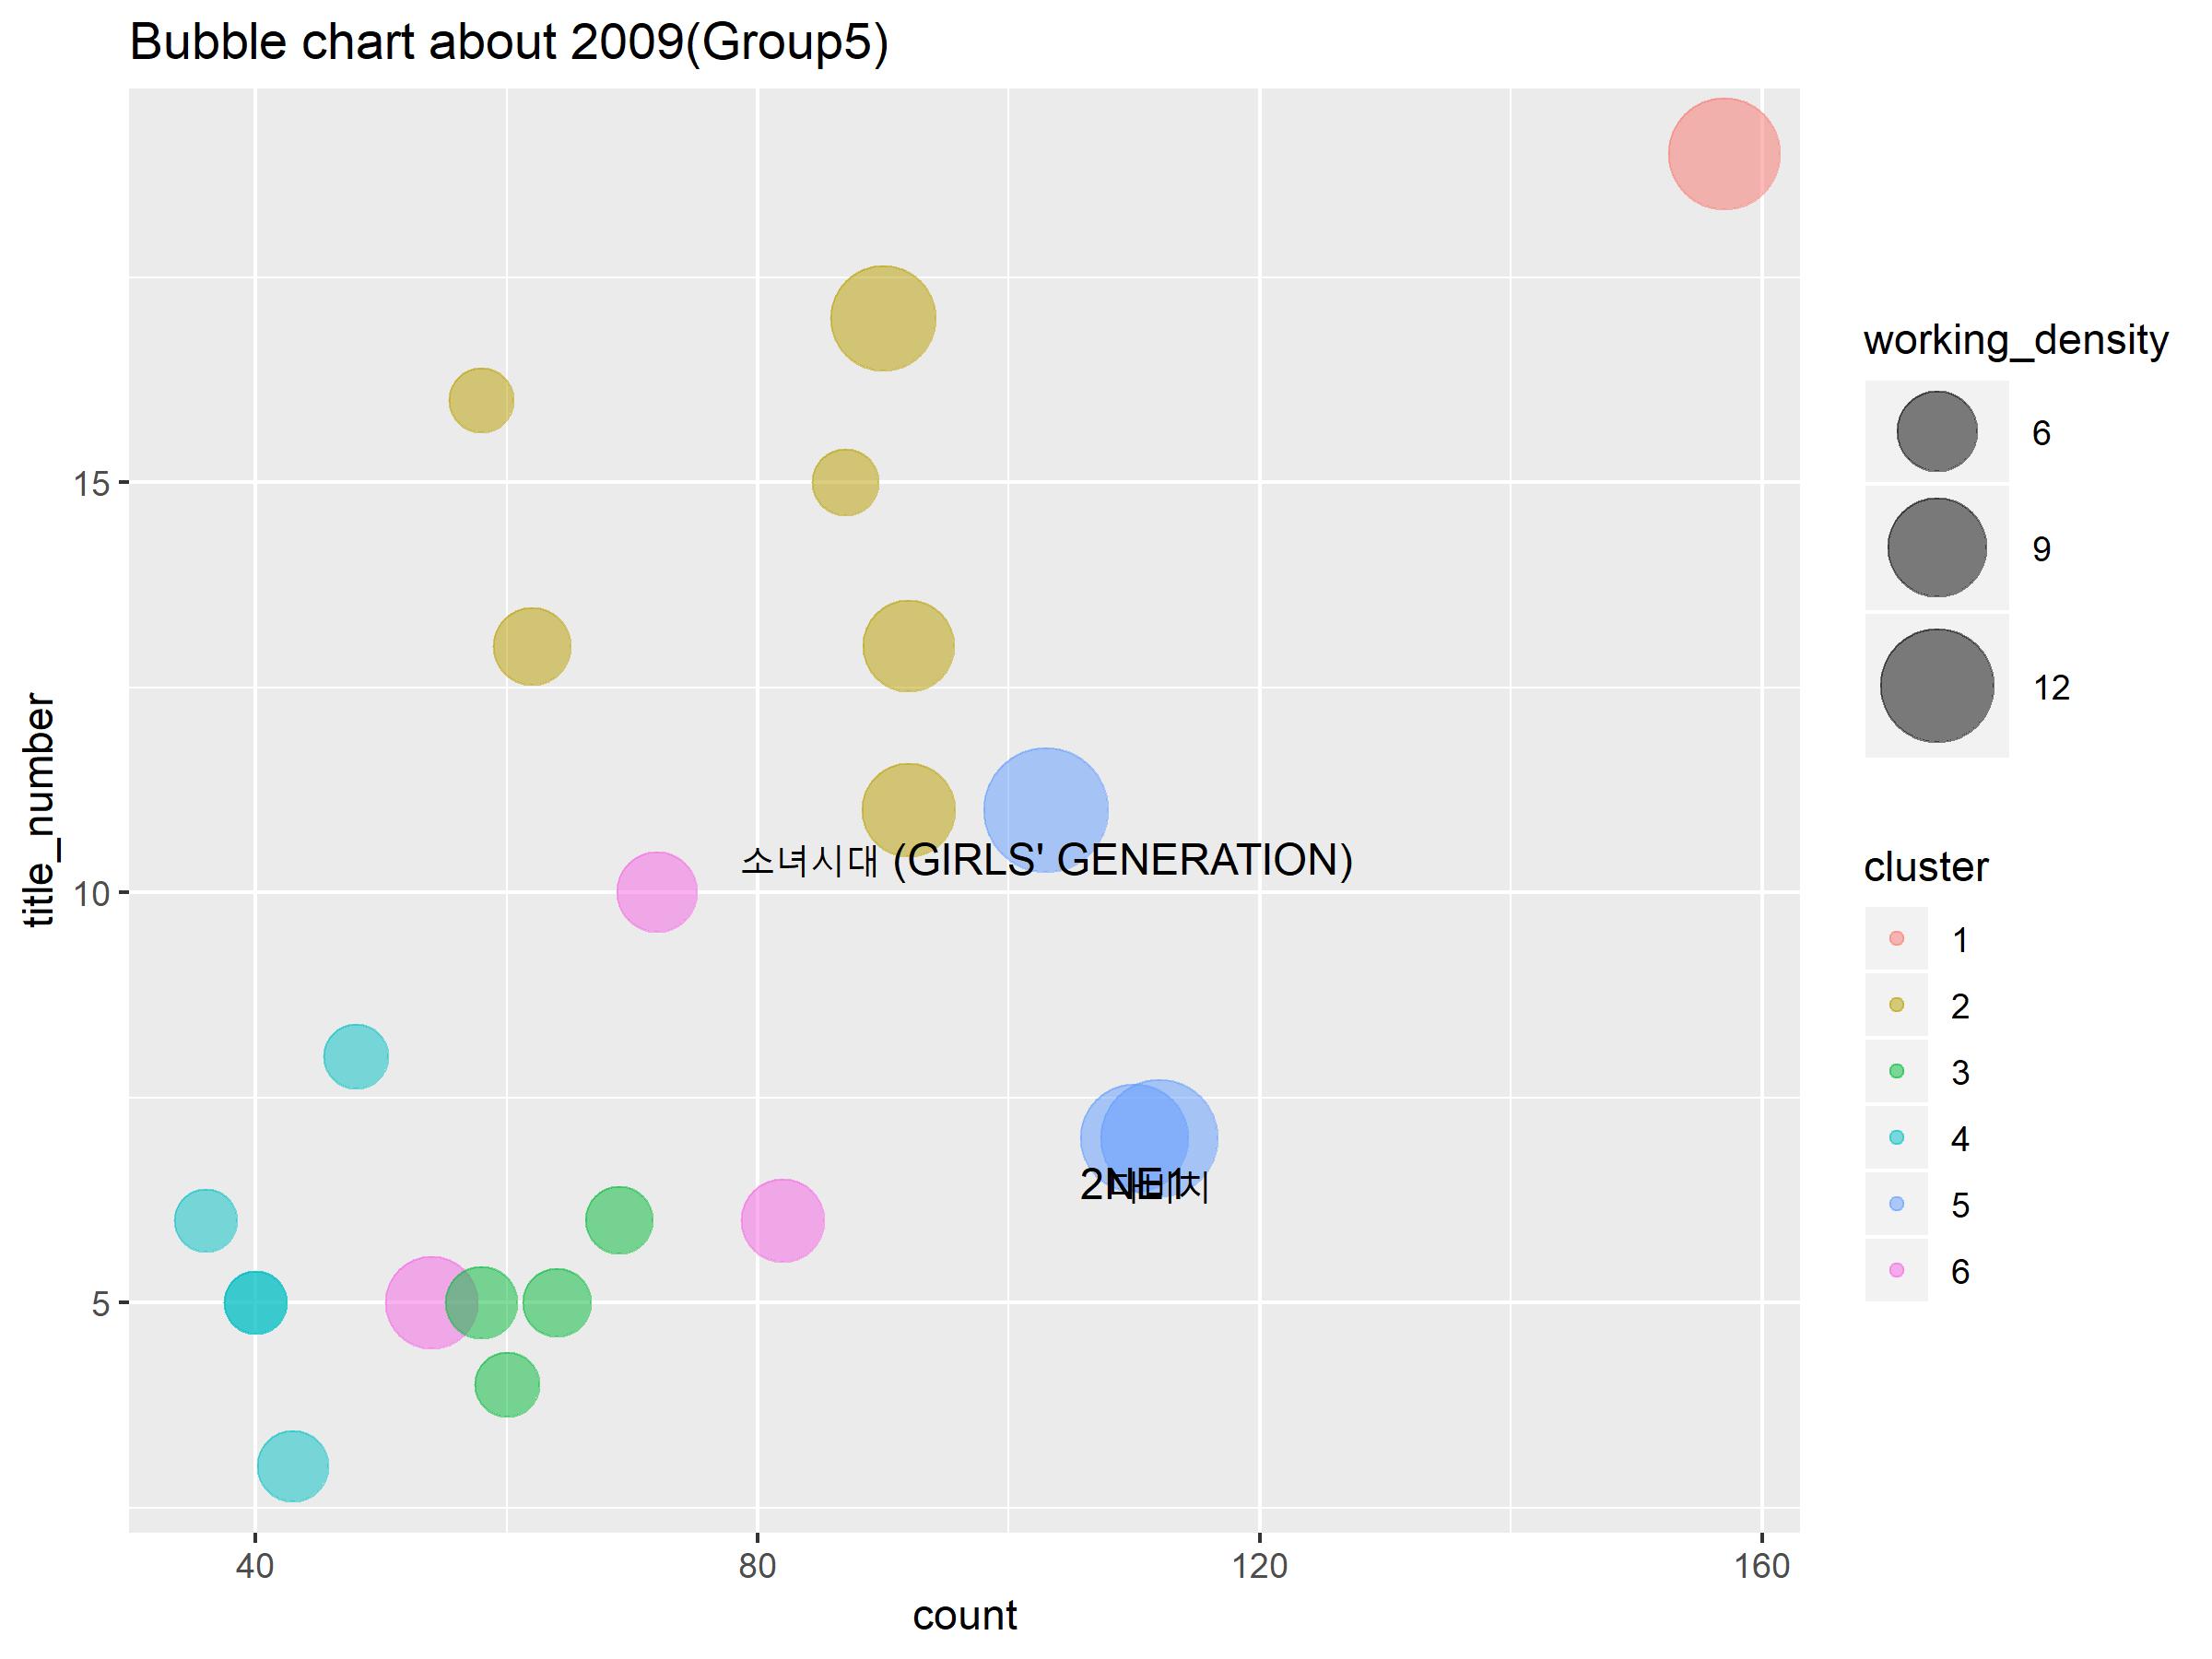 Bubble chart about 2009(Group5)
title_number
15
10
5
소녀시대 (GIRLS' GENERATION)
2NE1
40
80
120
160
count
working_density
6
9
12
cluster
1
2
3
4
5
6